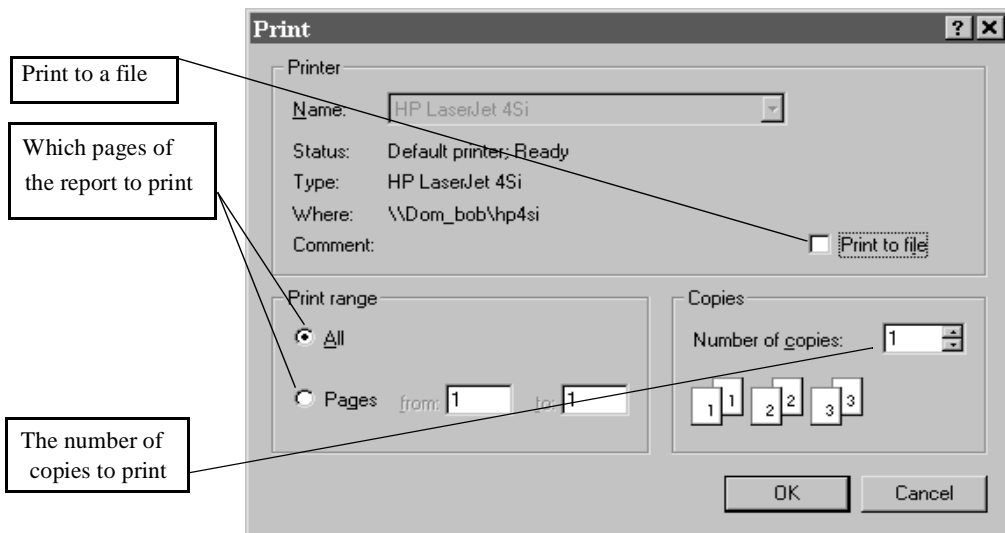 Print
Print to a file
Printer
Name: HP LaserJet 4Si
Which pages of
the report to print
Status: Default printer; Ready
Type: HP LaserJet 4Si
Where: \\Dom_bob\hp4si
Comment:
Print to file
Print range
All
Pages from: 1 to: 1
Copies
Number of copies: 1
1 1 2 2 3 3
The number of
copies to print
OK Cancel